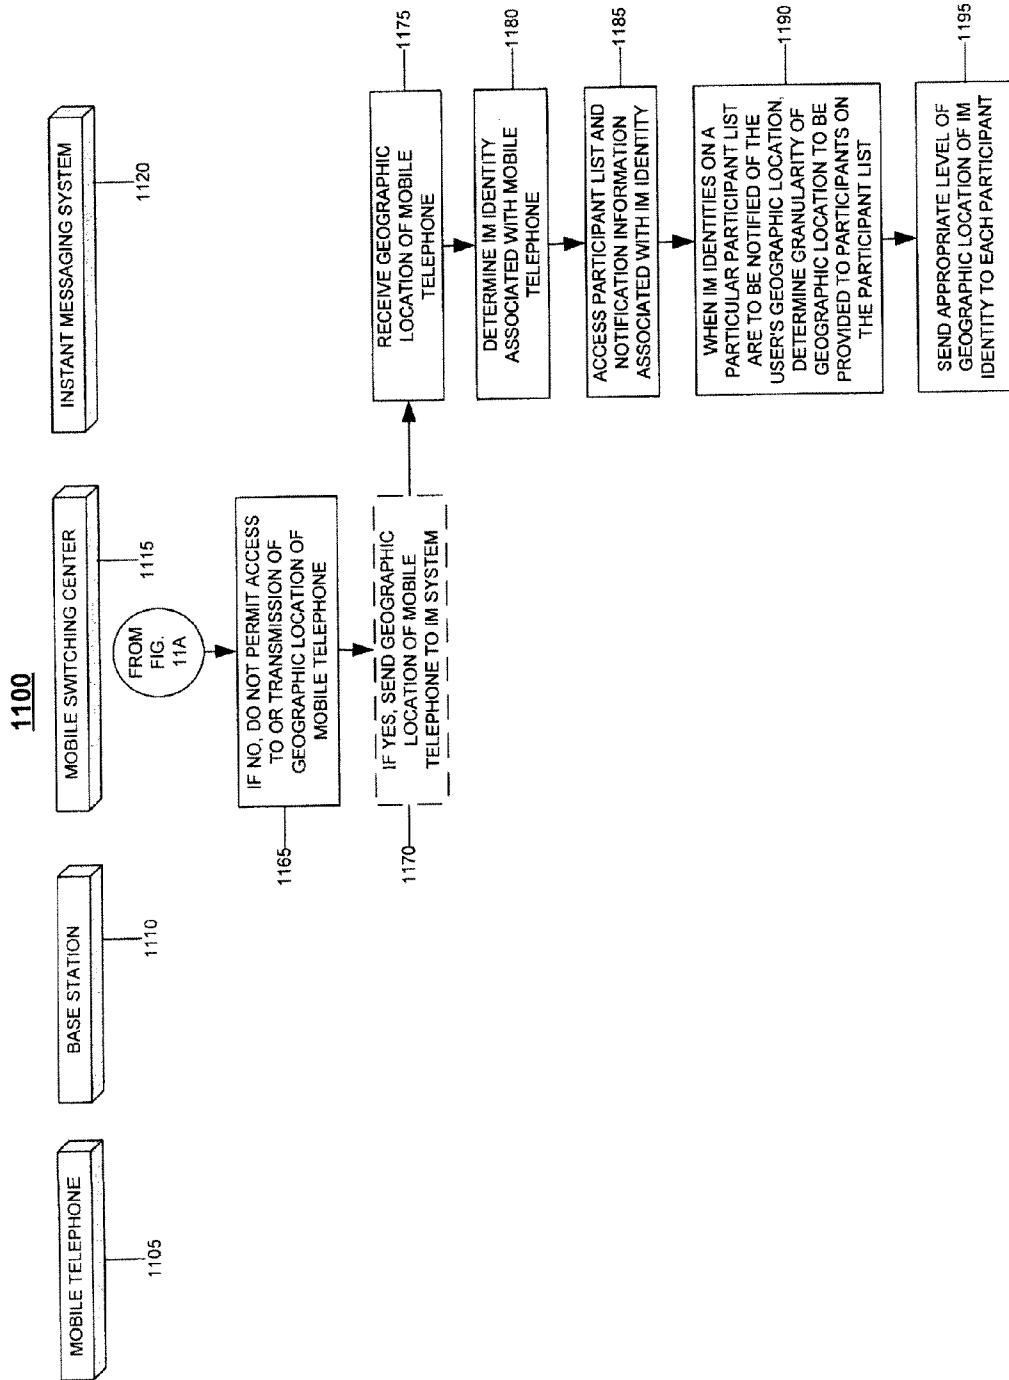 1100
MOBILE TELEPHONE
1105
BASE STATION
1110
MOBILE SWITCHING CENTER
1115
INSTANT MESSAGING SYSTEM
1120
FROM
FIG.
11A
IF NO, DO NOT PERMIT ACCESS
TO OR TRANSMISSION OF
GEOGRAPHIC LOCATION OF
MOBILE TELEPHONE
1165
IF YES, SEND GEOGRAPHIC
LOCATION OF MOBILE
TELEPHONE TO IM SYSTEM
1170
RECEIVE GEOGRAPHIC
LOCATION OF MOBILE
TELEPHONE
1175
DETERMINE IM IDENTITY
ASSOCIATED WITH MOBILE
TELEPHONE
1180
ACCESS PARTICIPANT LIST AND
NOTIFICATION INFORMATION
ASSOCIATED WITH IM IDENTITY
1185
WHEN IM IDENTITIES ON A
PARTICULAR PARTICIPANT LIST
ARE TO BE NOTIFIED OF THE
USER'S GEOGRAPHIC LOCATION,
DETERMINE GRANULARITY OF
GEOGRAPHIC LOCATION TO BE
PROVIDED TO PARTICIPANTS ON
THE PARTICIPANT LIST
1190
SEND APPROPRIATE LEVEL OF
GEOGRAPHIC LOCATION OF IM
IDENTITY TO EACH PARTICIPANT
1195